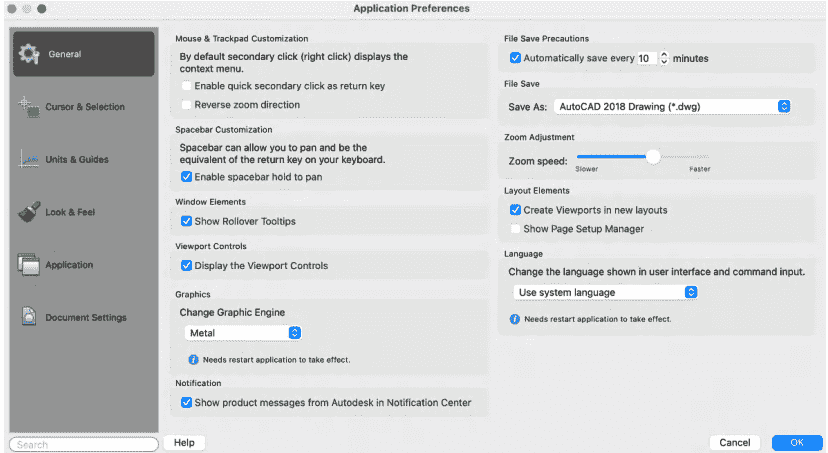 Application Preferences
General
Cursor & Selection
Units & Guides
Look & Feel
Application
Document Settings
Search
Mouse & Trackpad Customization
By default secondary click (right click) displays the
context menu.
Enable quick secondary click as return key
Reverse zoom direction
Spacebar Customization
Spacebar can allow you to pan and be the
equivalent of the return key on your keyboard.
Enable spacebar hold to pan
Window Elements
Show Rollover Tooltips
Viewport Controls
Display the Viewport Controls
Graphics
Change Graphic Engine
Metal
Needs restart application to take effect.
Notification
Show product messages from Autodesk in Notification Center
File Save Precautions
Automatically save every 10 minutes
File Save
Save As: AutoCAD 2018 Drawing (*.dwg)
Zoom Adjustment
Zoom speed:
Slower Faster
Layout Elements
Create Viewports in new layouts
Show Page Setup Manager
Language
Change the language shown in user interface and command input.
Use system language
Needs restart application to take effect.
Help
Cancel
OK